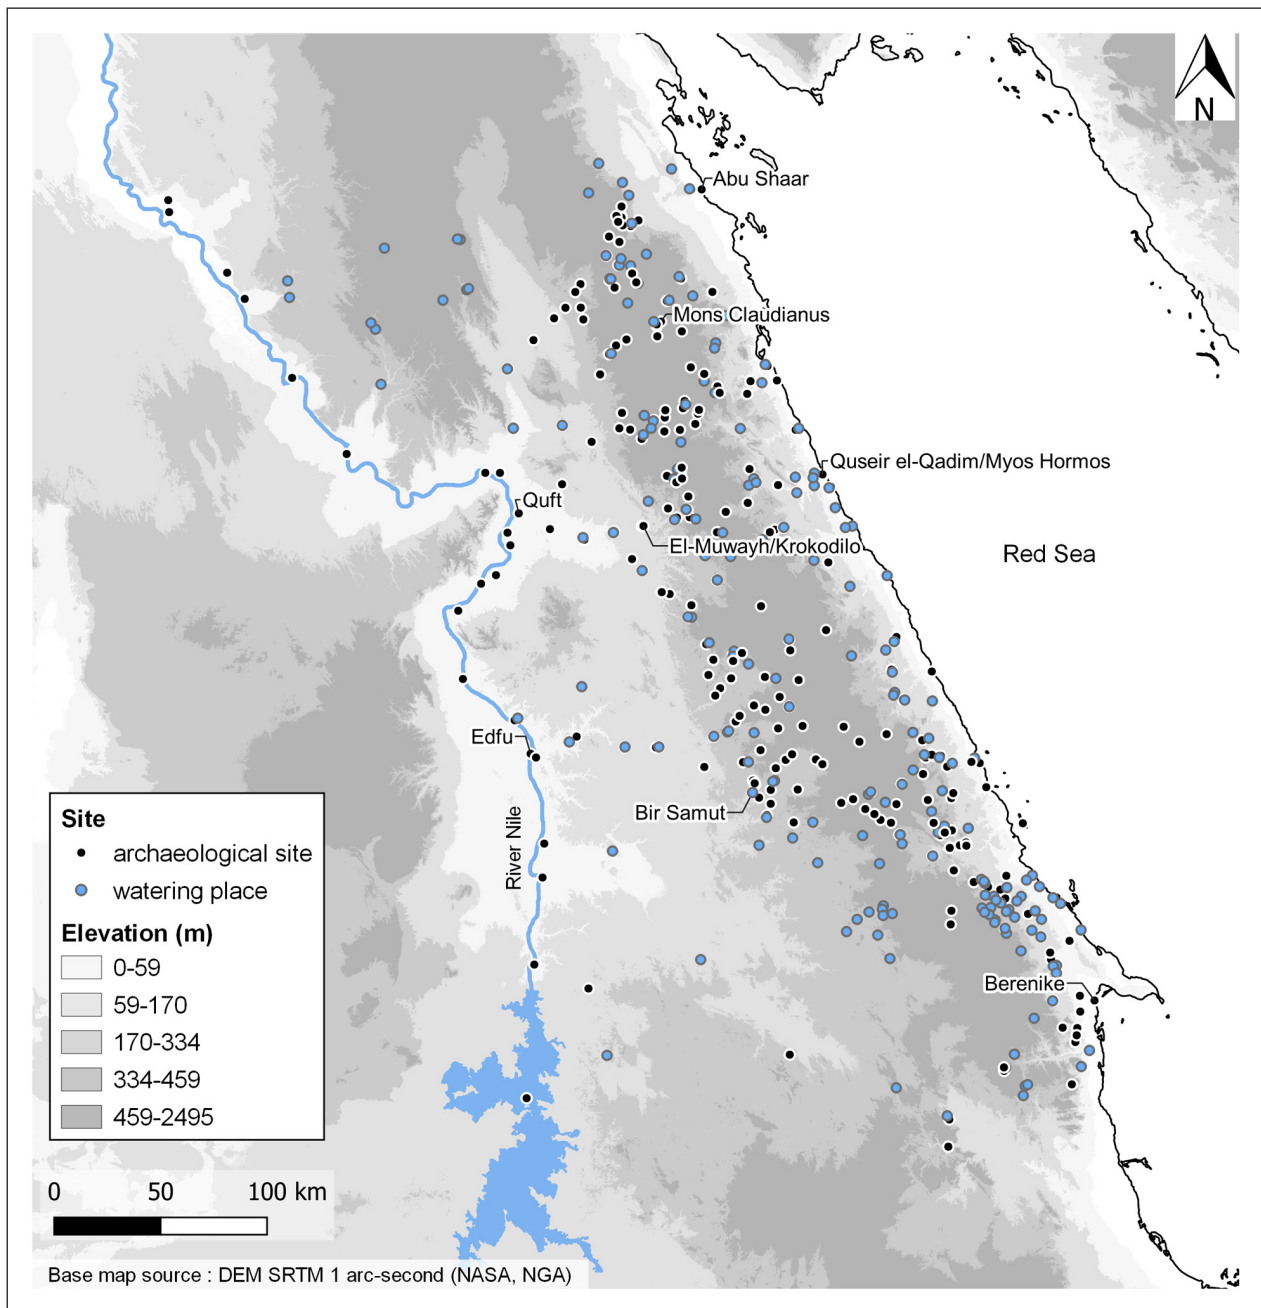 N
Abu Shaar
Mons Claudianus
Quseir el-Qadim/Myos Hormos
Quft
El-Muwayh/Krokodilo
Red Sea
Edfu
Bir Samut
River Nile
Berenike
Site
archaeological site
watering place
Elevation (m)
0-59
59-170
170-334
334-459
459-2495
0 50 100 km
Base map source : DEM SRTM 1 arc-second (NASA, NGA)